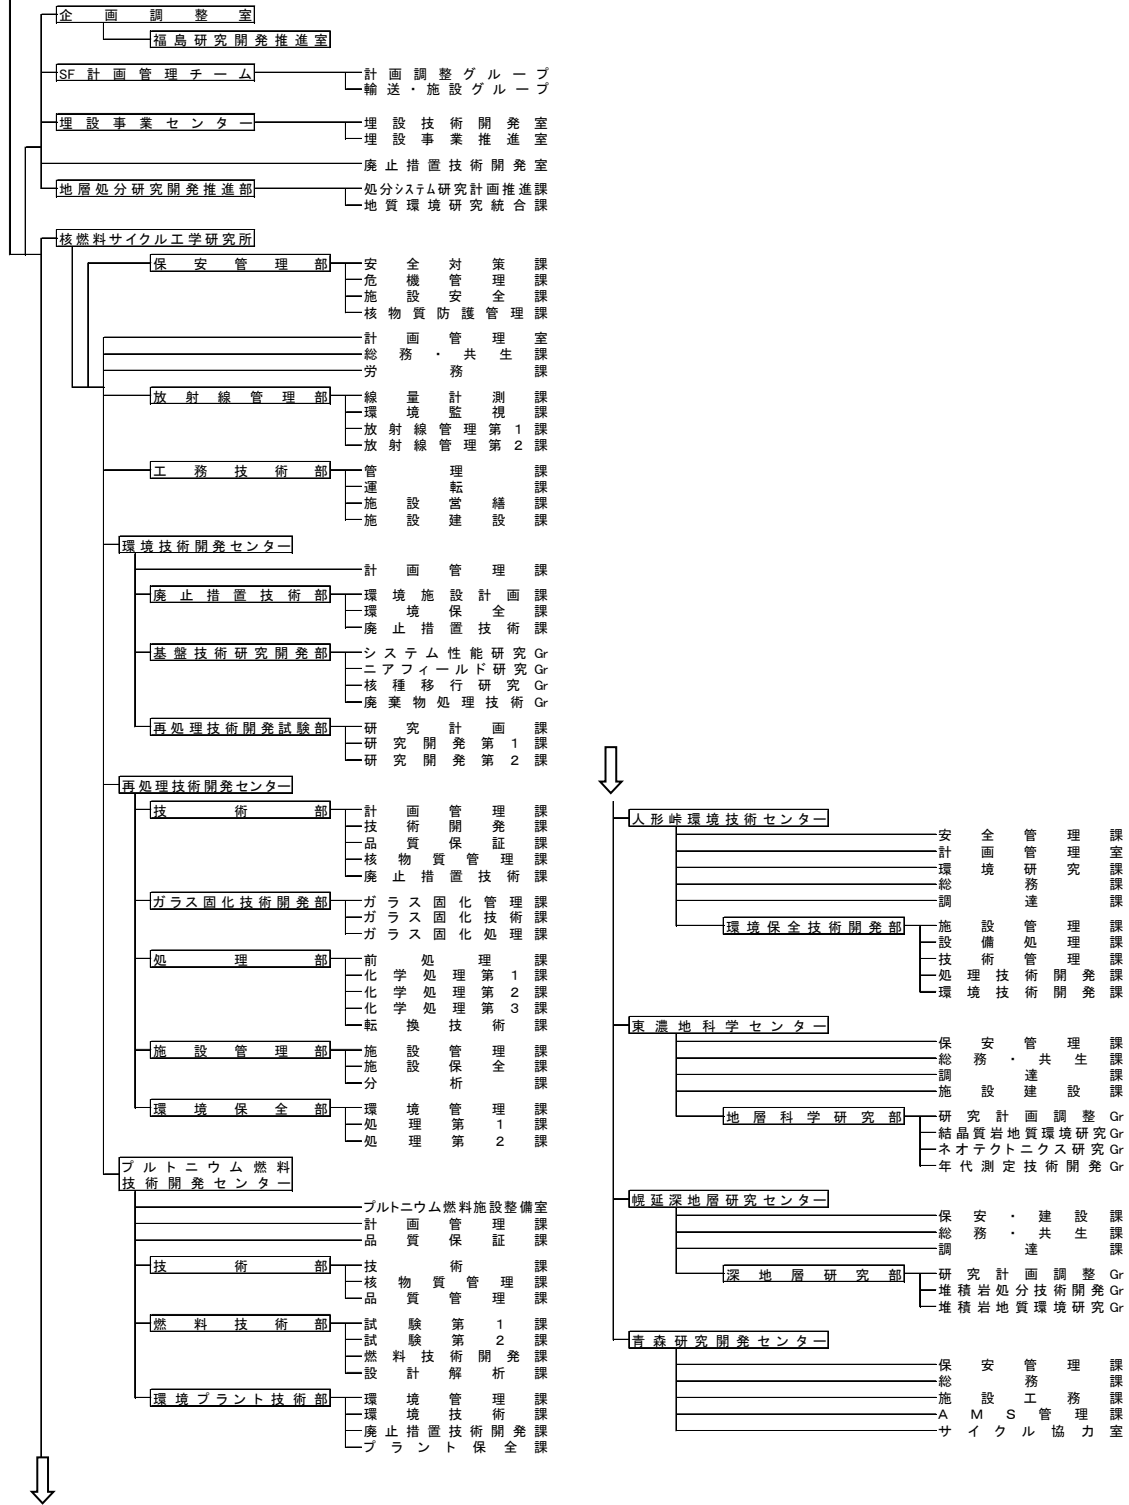 企画調整室
福島研究開発推進室
SF計画管理チーム
計画調整グループ
輸送・施設グループ
埋設事業センター
埋設技術開発室
埋設事業推進室
廃止措置技術開発室
地層処分研究開発推進部
処分システム研究計画推進課
地質環境研究統合課
核燃料サイクル工学研究所
保安管理部
安全対策課
危機管理課
施設安全課
核物質防護管理課
計画管理室
総務・共生課
労務課
放射線管理部
線量計測課
環境監視課
放射線管理第1課
放射線管理第2課
工務技術部
管理課
運転課
施設営繕課
施設建設課
環境技術開発センター
計画管理課
廃止措置技術部
環境施設計画課
環境保全課
廃止措置技術課
基盤技術研究開発部
システム性能研究Gr
ニアフィールド研究Gr
核種移行研究Gr
廃棄物処理技術Gr
再処理技術開発試験部
研究計画課
研究開発第1課
研究開発第2課
再処理技術開発センター
技術部
計画管理課
技術開発課
品質保証課
核物質管理課
廃止措置技術課
ガラス固化技術開発部
ガラス固化管理課
ガラス固化技術課
ガラス固化処理課
処理部
前処理課
化学処理第1課
化学処理第2課
化学処理第3課
転換技術課
施設管理部
施設管理課
施設保全課
分析課
環境保全部
環境管理課
処理第1課
処理第2課
プルトニウム燃料
技術開発センター
プルトニウム燃料施設整備室
計画管理課
品質保証課
技術部
技術課
核物質管理課
品質管理課
燃料技術部
試験第1課
試験第2課
燃料技術開発課
設計解析課
環境プラント技術部
環境管理課
環境技術課
廃止措置技術開発課
プラント保全課
人形峠環境技術センター
安全管理課
計画管理室
環境研究課
総務課
調達課
環境保全技術開発部
施設管理課
設備処理課
技術管理課
処理技術開発課
環境技術開発課
東濃地科学センター
保安管理課
総務・共生課
調達課
施設建設課
地層科学研究部
研究計画調整Gr
結晶質岩地質環境研究Gr
ネオテクトニクス研究Gr
年代測定技術開発Gr
幌延深地層研究センター
保安・建設課
総務・共生課
調達課
深地層研究部
研究計画調整Gr
堆積岩処分技術開発Gr
堆積岩地質環境研究Gr
青森研究開発センター
保安管理課
総務課
施設工務課
AMS管理課
サイクル協力室